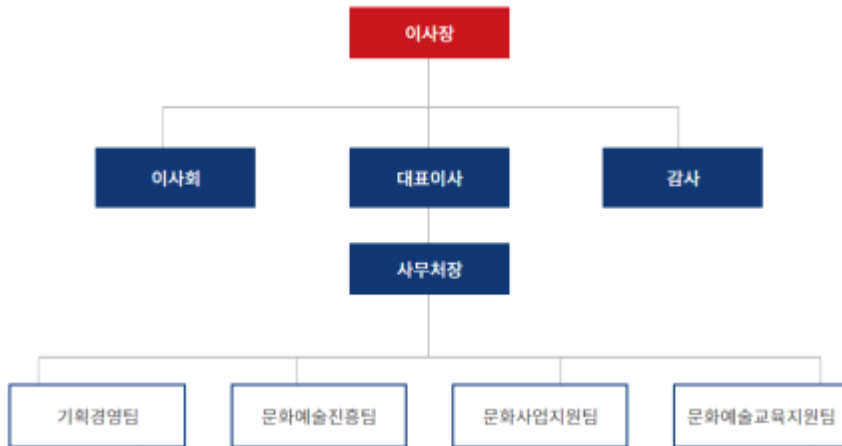 이사장
이사회
대표이사
감사
사무처장
기획경영팀
문화예술진흥팀
문화사업지원팀
문화예술교육지원팀